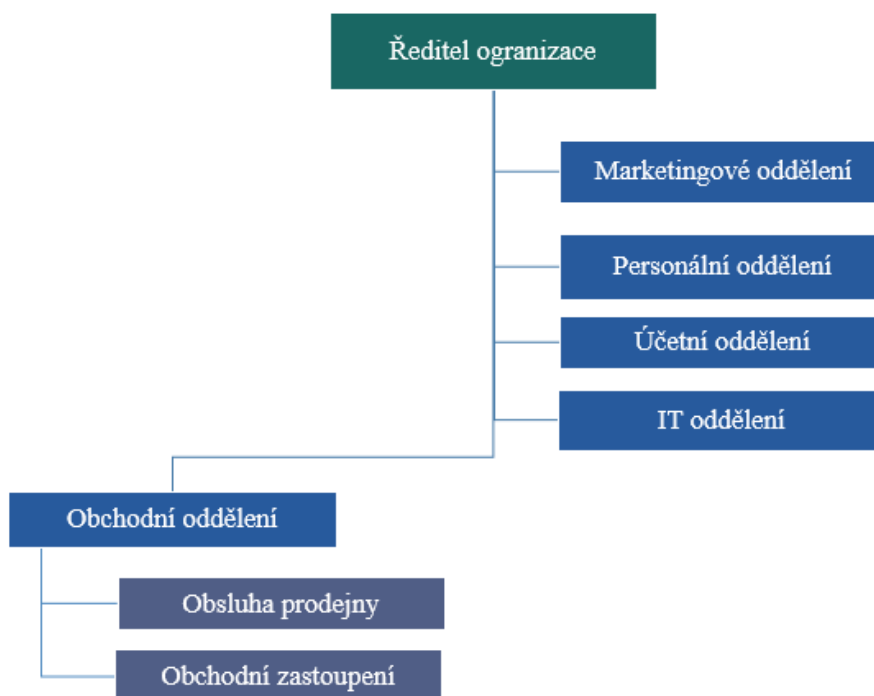 Ředitel ogranizace
Marketingové oddělení
Personální oddělení
Účetní oddělení
IT oddělení
Obchodní oddělení
Obsluha prodejny
Obchodní zastoupení